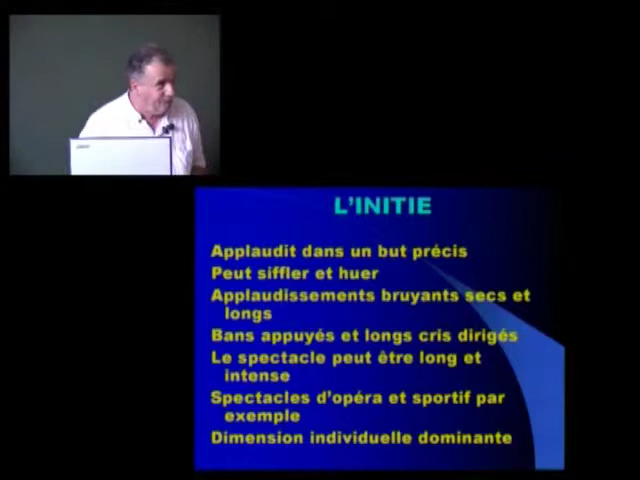 L'INITIE
Applaudit dans un but précis
Peut siffler et huer
Applaudissements bruyants secs et
longs
Bans appuyés et longs cris dirigés
Le spectacle peut être long et
intense
Spectacles d'opéra et sportif par
exemple
Dimension individuelle dominante